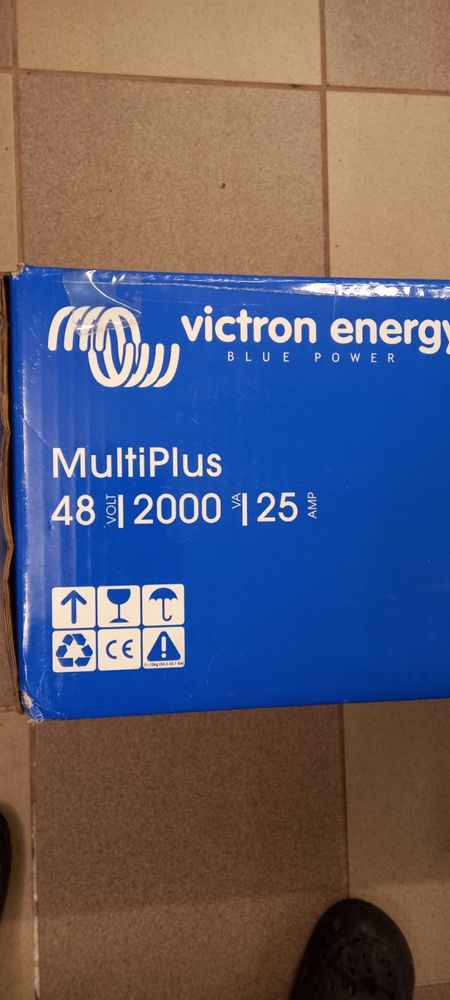 victron energy
BLUE POWER
MultiPlus
48 VOLT | 2000 VA | 25 AMP
CE